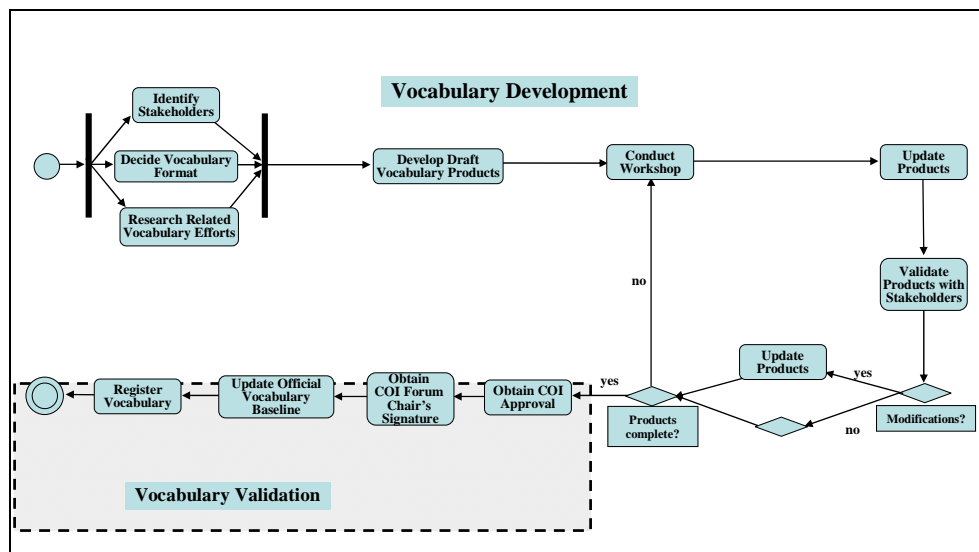 Vocabulary Development
Identify
Stakeholders
Decide Vocabulary
Format
Research Related
Vocabulary Efforts
Develop Draft
Vocabulary Products
Conduct
Workshop
Update
Products
Validate
Products with
Stakeholders
no
Update
Products
yes
Modifications?
no
Products
complete?
yes
Obtain COI
Approval
Obtain
COI Forum
Chair's
Signature
Update Official
Vocabulary
Baseline
Register
Vocabulary
Vocabulary Validation